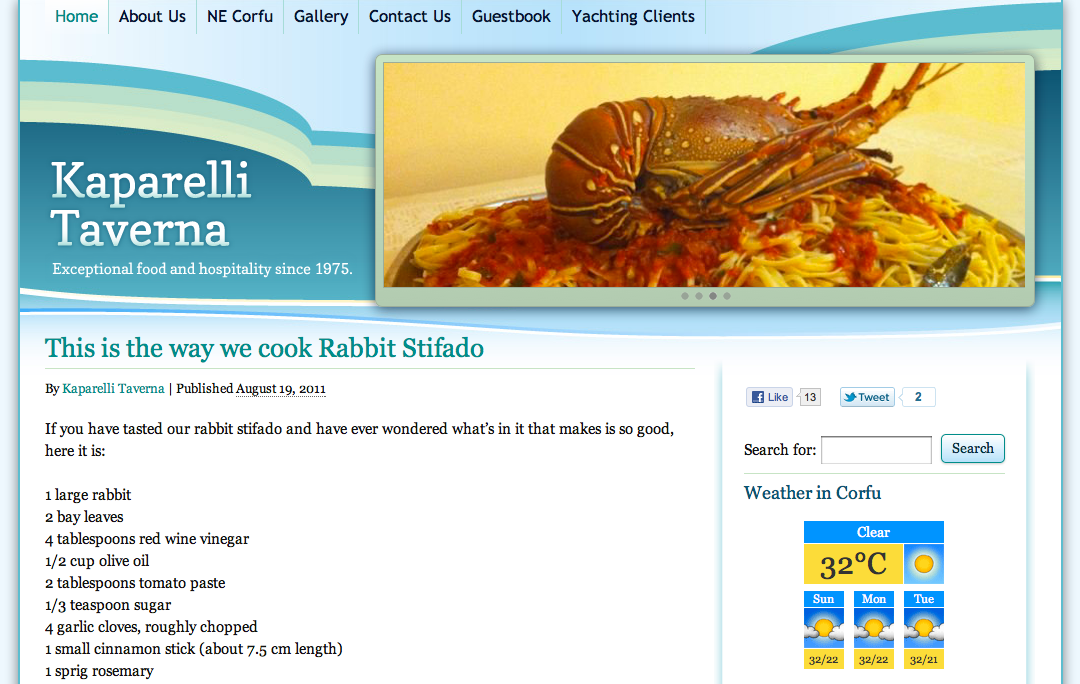 Home About Us NE Corfu Gallery Contact Us Guestbook Yachting Clients
Kaparelli
Taverna
Exceptional food and hospitality since 1975.
This is the way we cook Rabbit Stifado
By Kaparelli Taverna | Published August 19, 2011
If you have tasted our rabbit stifado and have ever wondered what's in it that makes is so good,
here it is:
1 large rabbit
2 bay leaves
4 tablespoons red wine vinegar
1/2 cup olive oil
2 tablespoons tomato paste
1/3 teaspoon sugar
4 garlic cloves, roughly chopped
1 small cinnamon stick (about 7.5 cm length)
1 sprig rosemary
Like 13 Tweet 2
Search for: Search
Weather in Corfu
Clear
32°C
Sun Mon Tue
32/22 32/22 32/21